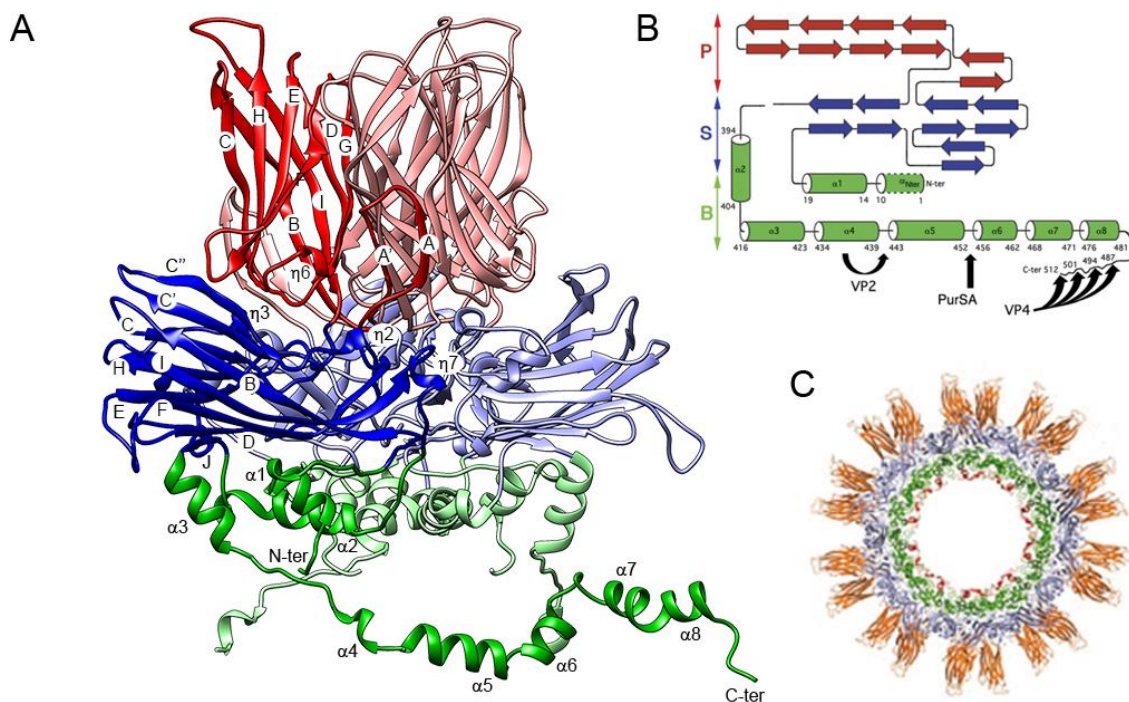 A
B
C
H
E
D
G
C
F
I
B
A
A'
η6
C''
C'
η3
η2
η7
C
H
I
B
E
F
D
J
α1
α3
α2
N-ter
α4
α5
α6
α7
α8
C-ter
P
S
B
394
α2
404
α1
αNter
N-ter
19
14
10
1
α3
α4
α5
α6
α7
α8
416
423
434
439
443
452
456
462
468
471
476
481
C-ter 512
501
494
487
VP2
PurSA
VP4